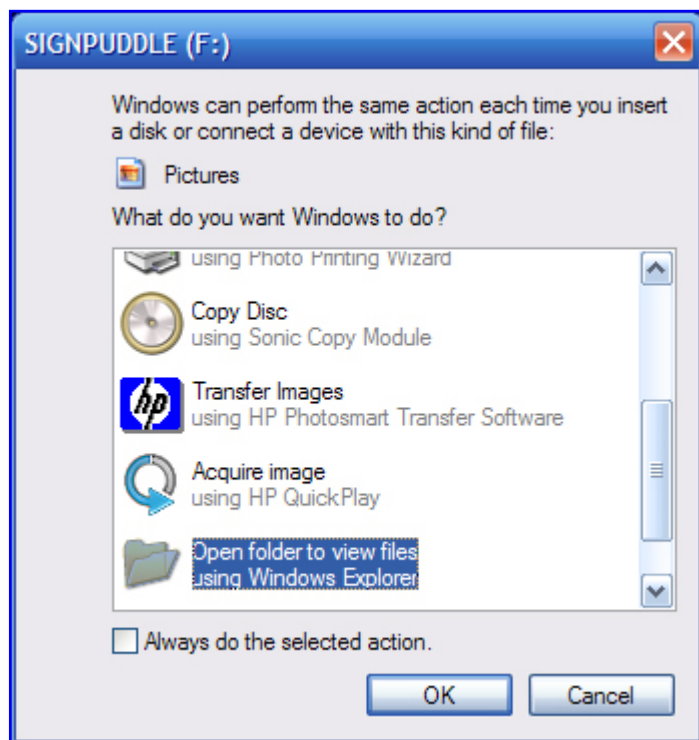 SIGNPUDDLE (F:)
Windows can perform the same action each time you insert
a disk or connect a device with this kind of file:
Pictures
What do you want Windows to do?
using Photo Printing Wizard
Copy Disc
using Sonic Copy Module
hp
Transfer Images
using HP Photosmart Transfer Software
Acquire image
using HP QuickPlay
Open folder to view files
using Windows Explorer
Always do the selected action.
OK
Cancel